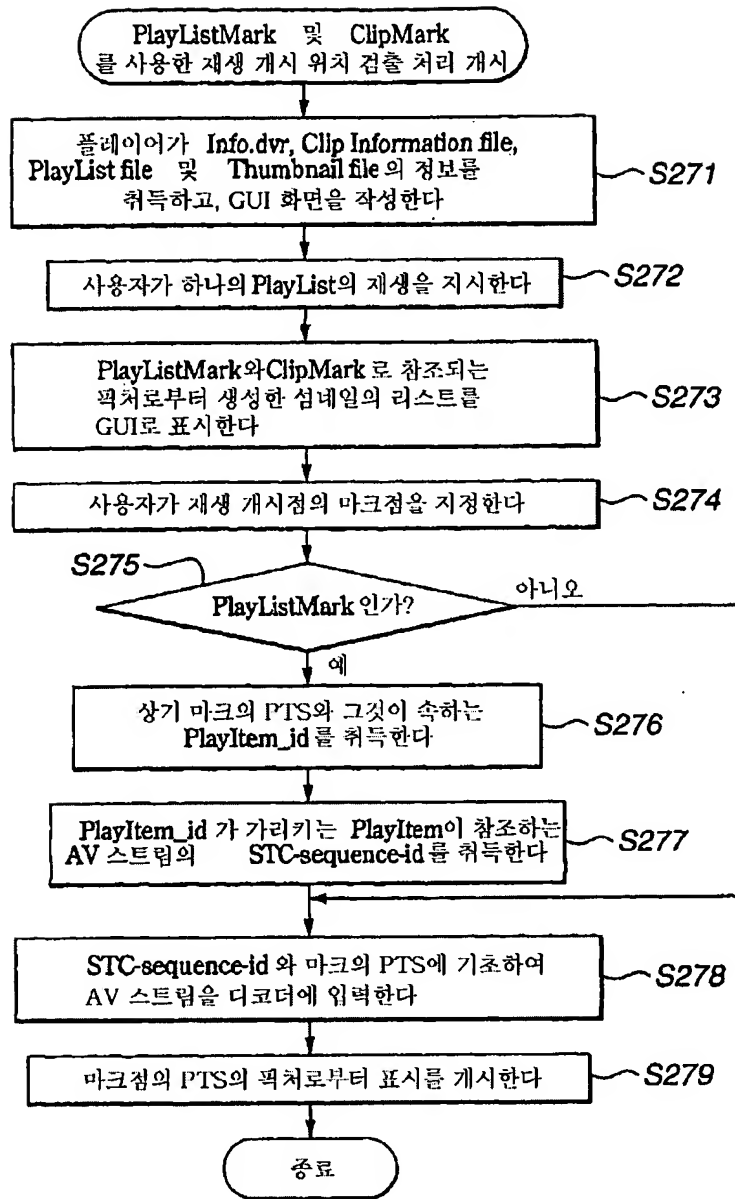 PlayListMark 및 ClipMark
를 사용한 재생 개시 위치 검출 처리 개시
플레이어가 Info.dvr, Clip Information file,
PlayList file 및 Thumbnail file의 정보를
취득하고, GUI 화면을 작성한다
S271
사용자가 하나의 PlayList의 재생을 지시한다
S272
PlayListMark와ClipMark로 참조되는
픽처로부터 생성한 섬네일의 리스트를
GUI로 표시한다
S273
사용자가 재생 개시점의 마크점을 지정한다
S274
S275
PlayListMark인가?
아니오
예
상기 마크의 PTS와 그것이 속하는
PlayItem_id를 취득한다
S276
PlayItem_id가 가리키는 PlayItem이 참조하는
AV 스트림의 STC-sequence-id를 취득한다
S277
STC-sequence-id와 마크의 PTS에 기초하여
AV 스트림을 디코더에 입력한다
S278
마크점의 PTS의 픽처로부터 표시를 개시한다
S279
종료